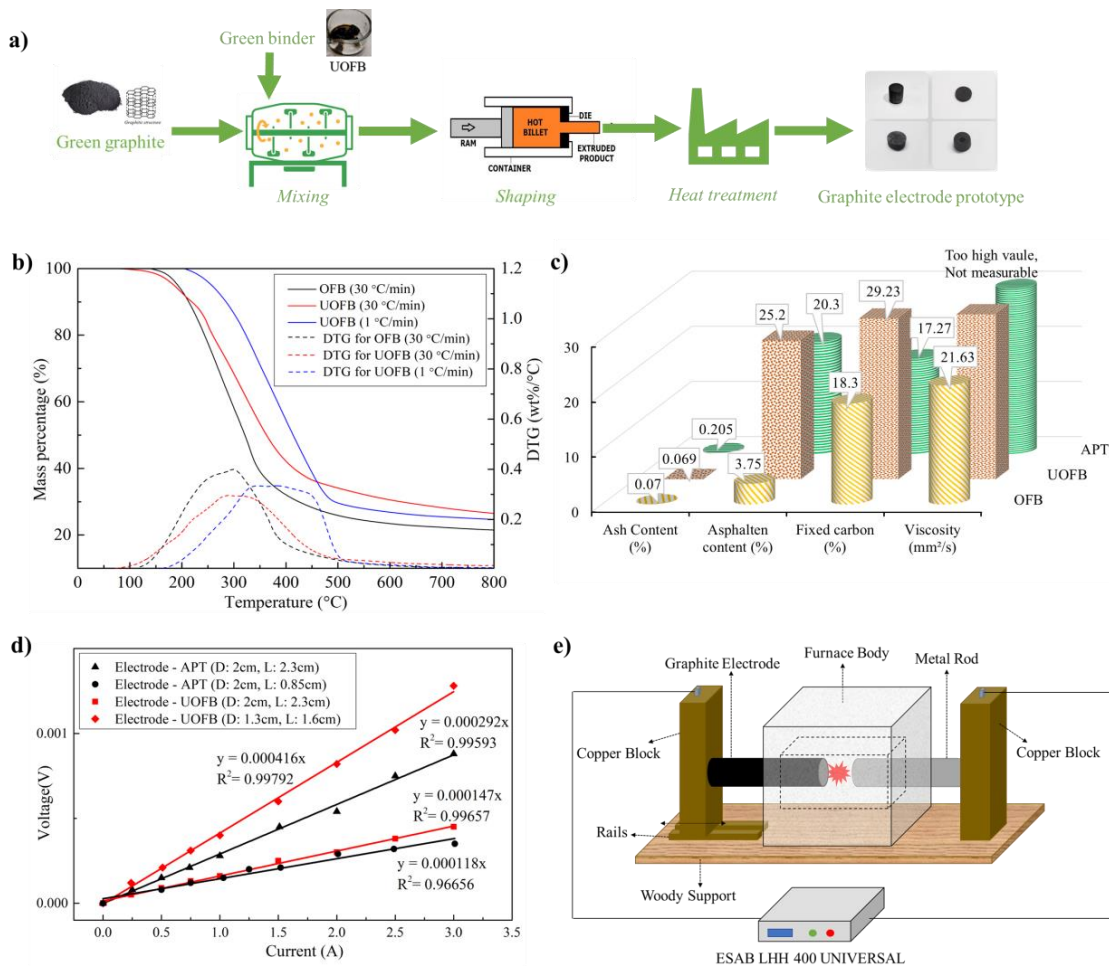 a)
Green binder
UOFB
Graphite structure
Green graphite
Mixing
RAM
CONTAINER
HOT
BILLET
DIE
EXTRUDED
PRODUCT
Shaping
Heat treatment
Graphite electrode prototype
b)
Mass percentage (%)
100
80
60
40
20
0
100
200
300
400
500
600
700
800
Temperature (°C)
1.2
1.0
0.8
0.6
0.4
0.2
DTG (wt%/°C)
OFB (30 °C/min)
UOFB (30 °C/min)
UOFB (1 °C/min)
DTG for OFB (30 °C/min)
DTG for UOFB (30 °C/min)
DTG for UOFB (1 °C/min)
c)
Too high vaule,
Not measurable
30
20
10
0
25.2
20.3
29.23
17.27
21.63
18.3
0.205
0.069
3.75
0.07
APT
UOFB
OFB
Ash Content
(%)
Asphalten
content (%)
Fixed carbon
(%)
Viscosity
(mm²/s)
d)
Electrode - APT (D: 2cm, L: 2.3cm)
Electrode - APT (D: 2cm, L: 0.85cm)
Electrode - UOFB (D: 2cm, L: 2.3cm)
Electrode - UOFB (D: 1.3cm, L: 1.6cm)
Voltage(V)
0.001
0.000
y = 0.000416x
R²= 0.99792
y = 0.000292x
R²= 0.99593
y = 0.000147x
R²= 0.99657
y = 0.000118x
R²= 0.96656
0.0
0.5
1.0
1.5
2.0
2.5
3.0
3.5
Current (A)
e)
Graphite Electrode
Furnace Body
Metal Rod
Copper Block
Copper Block
Rails
Woody Support
ESAB LHH 400 UNIVERSAL